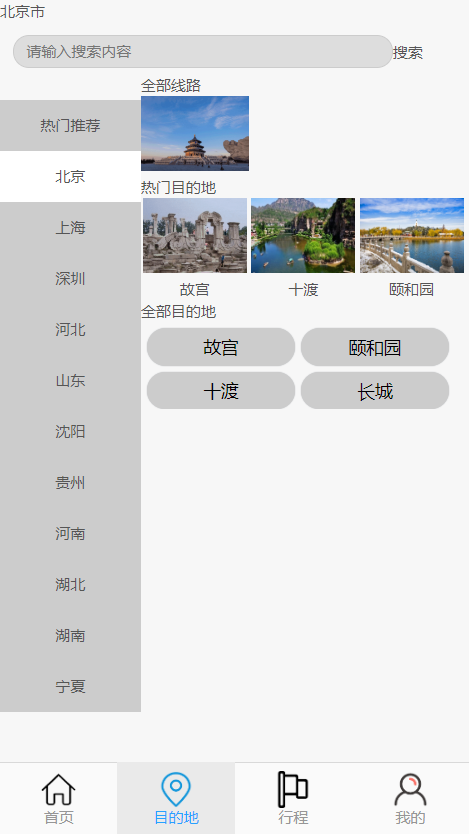 北京市
请输入搜索内容 搜索
热门推荐
北京
上海
深圳
河北
山东
沈阳
贵州
河南
湖北
湖南
宁夏
全部线路
热门目的地
故宫 十渡 颐和园
全部目的地
故宫 颐和园
十渡 长城
首页 目的地 行程 我的